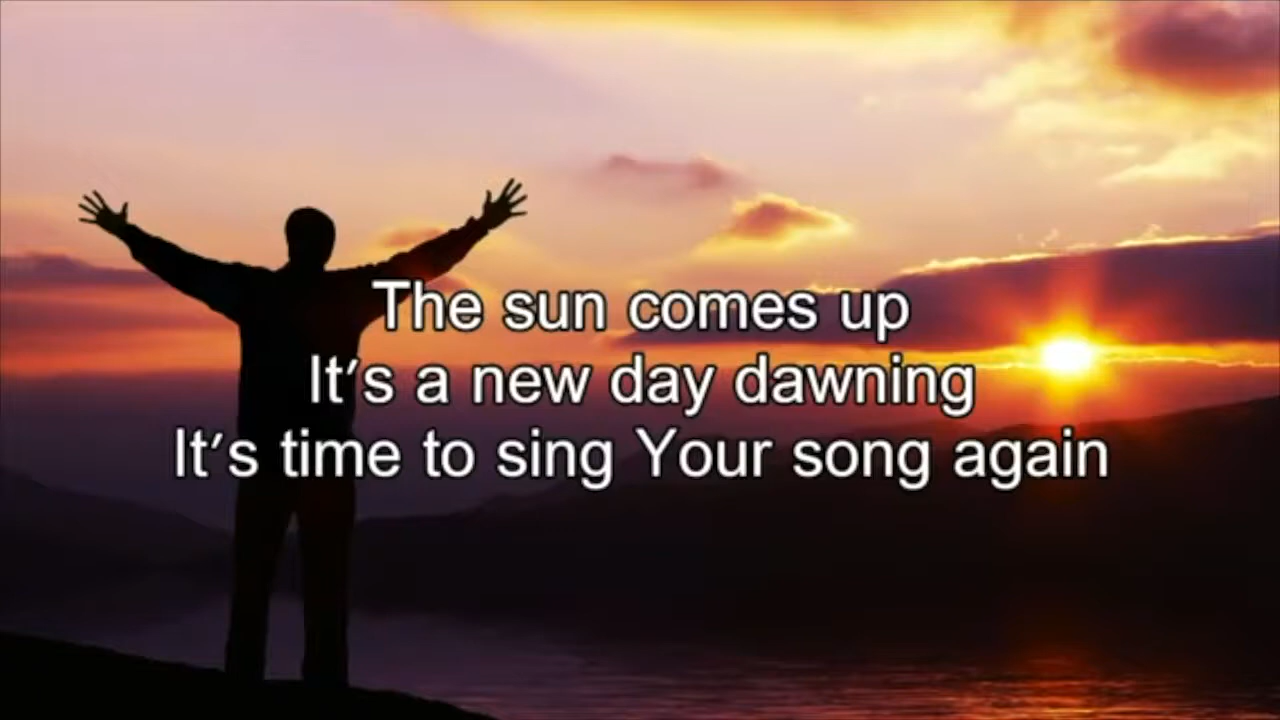 The sun comes up
It's a new day dawning
It's time to sing Your song again